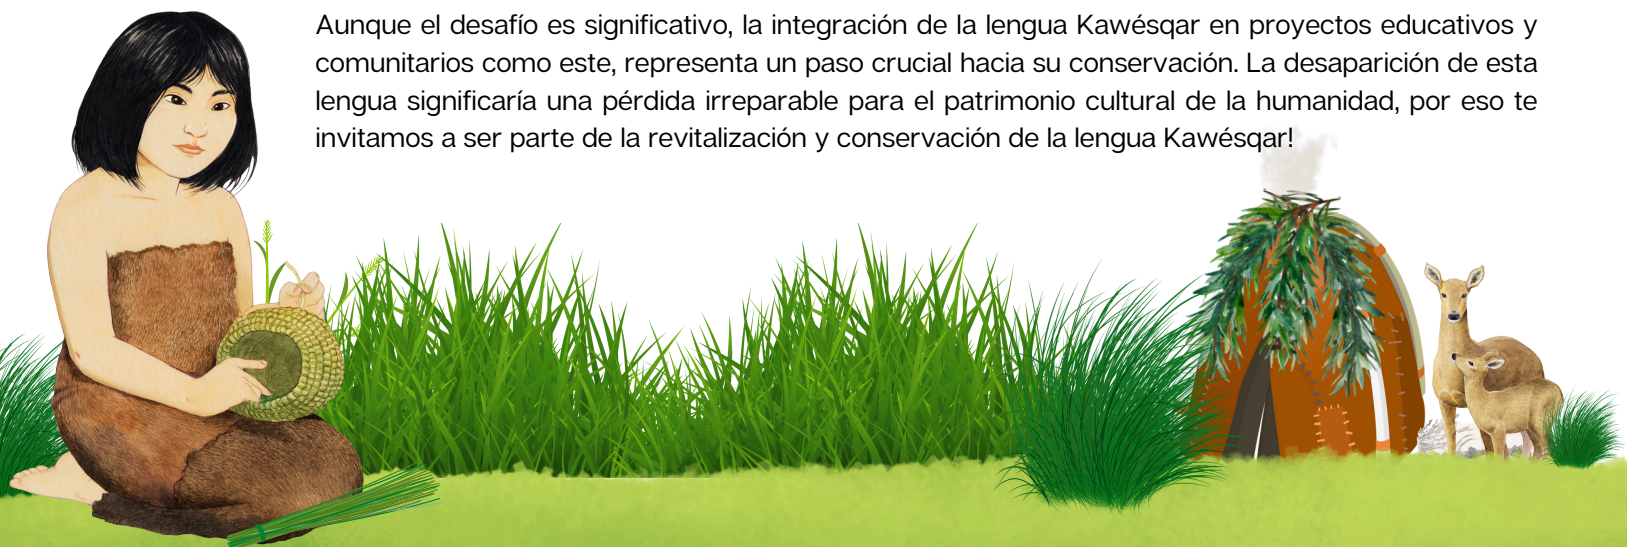 Aunque el desafío es significativo, la integración de la lengua Kawésqar en proyectos educativos y
comunitarios como este, representa un paso crucial hacia su conservación. La desaparición de esta
lengua significaría una pérdida irreparable para el patrimonio cultural de la humanidad, por eso te
invitamos a ser parte de la revitalización y conservación de la lengua Kawésqar!